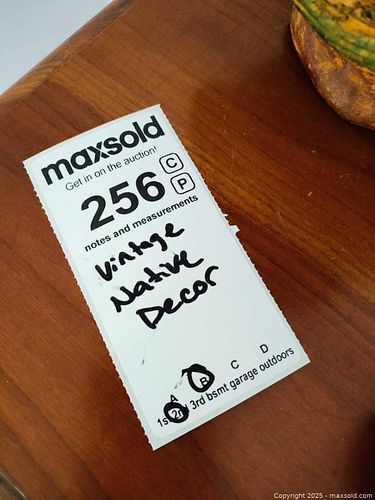 maxsold
Get in on the auction!
256
C
P
notes and measurements
Vintage
Native
Decor
A B C D
1st 2nd 3rd bsmt garage outdoors
Copyright 2025 - maxsold.com